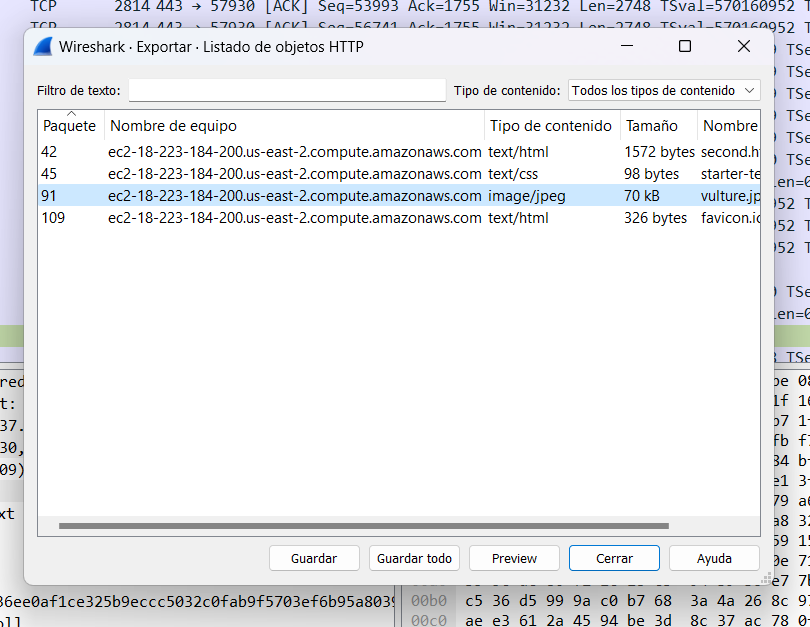 TCP 2814 443 → 57930 [ACK] Seq=53993 Ack=1755 Win=31232 Len=2748 TSval=570160952 T
Wireshark · Exportar · Listado de objetos HTTP
Filtro de texto: Tipo de contenido: Todos los tipos de contenido
Paquete Nombre de equipo Tipo de contenido Tamaño Nombre
42 ec2-18-223-184-200.us-east-2.compute.amazonaws.com text/html 1572 bytes second.h
45 ec2-18-223-184-200.us-east-2.compute.amazonaws.com text/css 98 bytes starter-te
91 ec2-18-223-184-200.us-east-2.compute.amazonaws.com image/jpeg 70 kB vulture.jp
109 ec2-18-223-184-200.us-east-2.compute.amazonaws.com text/html 326 bytes favicon.ic
Guardar Guardar todo Preview Cerrar Ayuda
36ee0af1ce325b9eccc5032c0fab9f5703ef6b95a8039
00b0 c5 36 d5 99 9a c0 b7 68 3a 4a 26 8c 97
00c0 ae e3 61 2a 45 94 be 3d 8c 37 ac 78